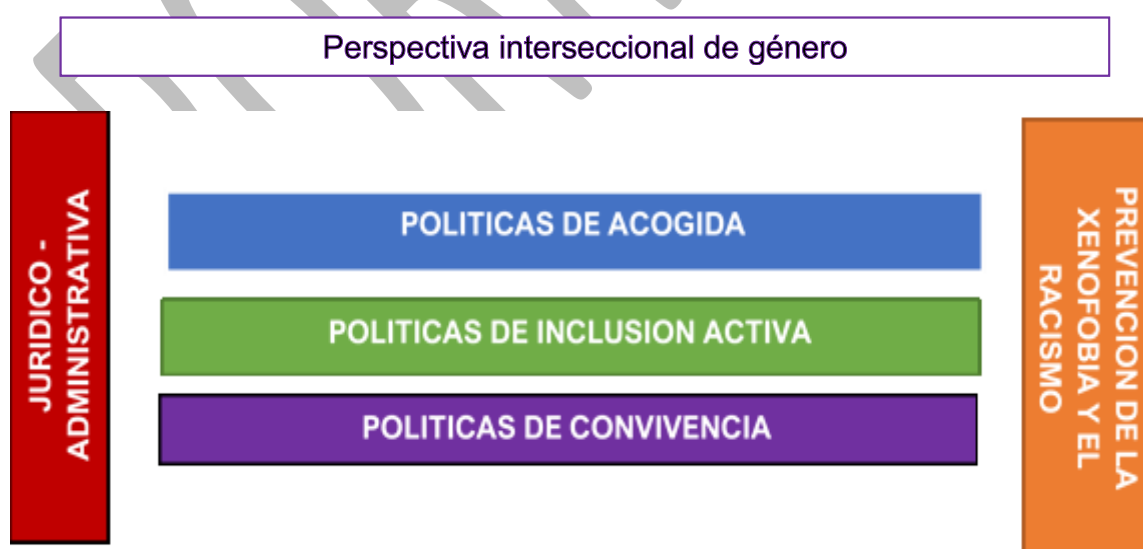 Perspectiva interseccional de género
JURIDICO -
ADMINISTRATIVA
POLITICAS DE ACOGIDA
POLITICAS DE INCLUSION ACTIVA
POLITICAS DE CONVIVENCIA
PREVENCION DE LA
XENOFOBIA Y EL
RACISMO